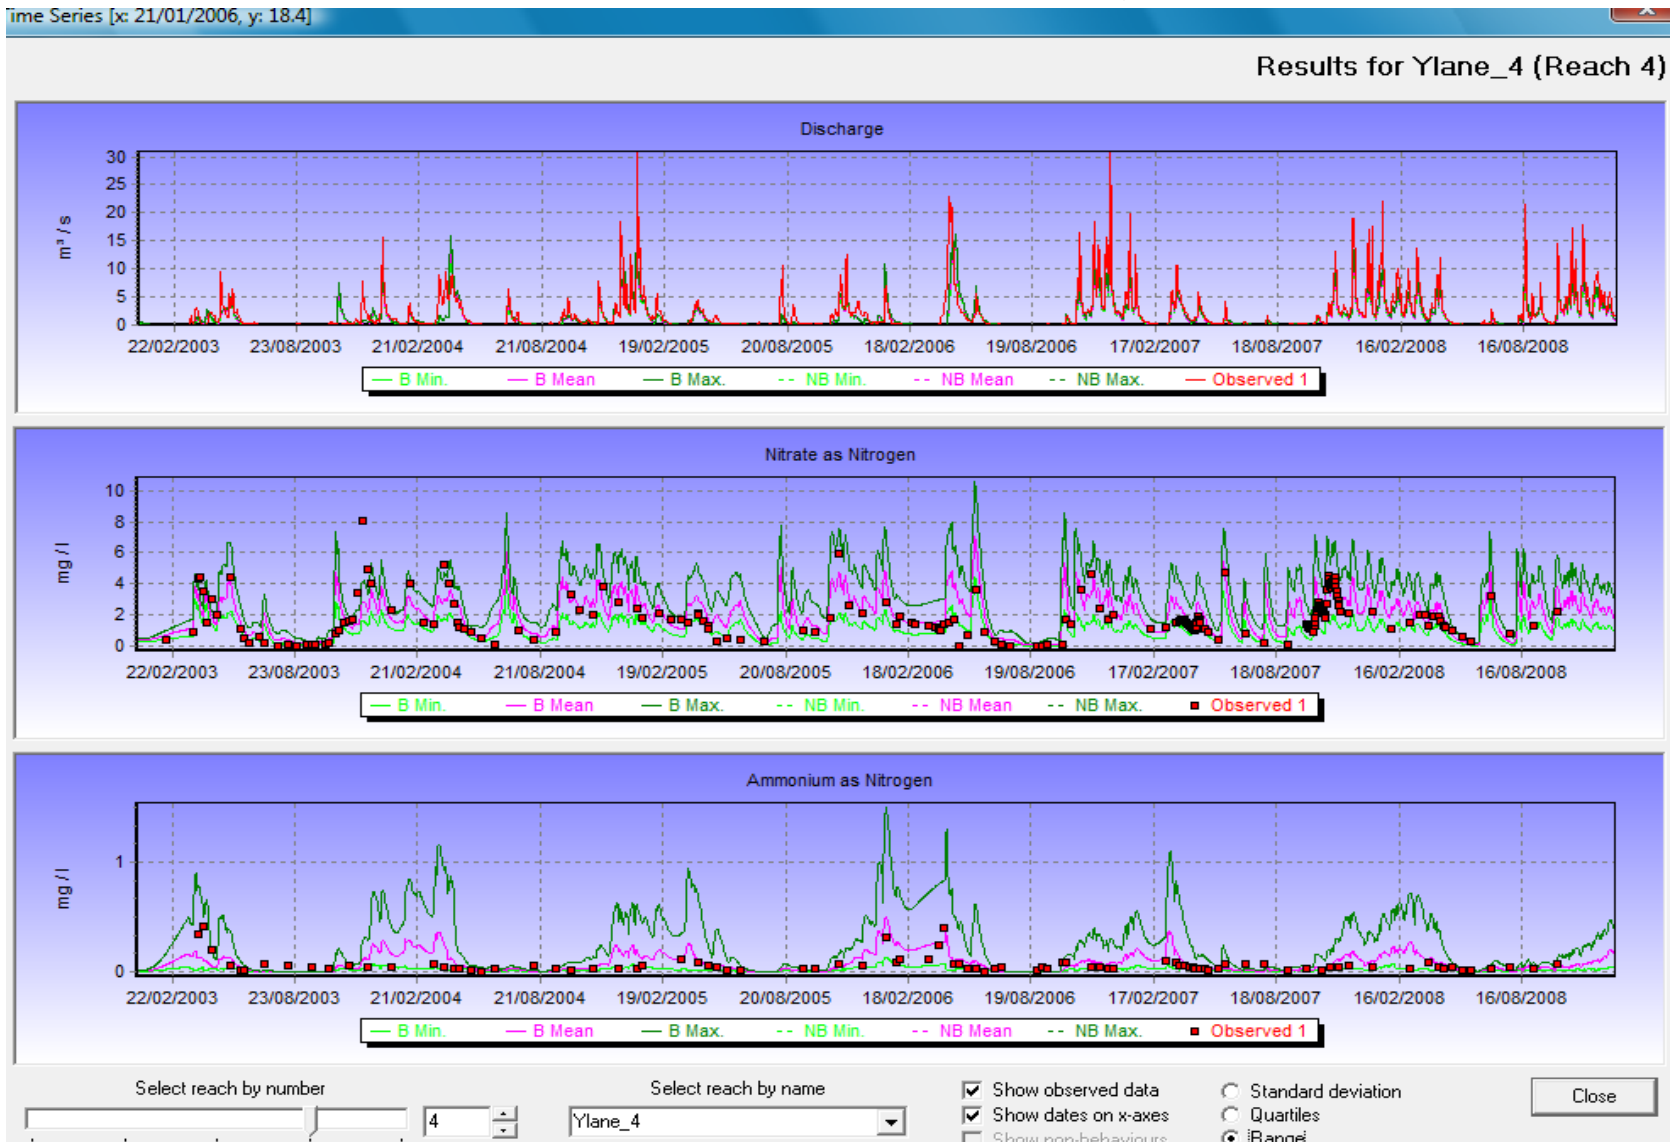 Time Series [x: 21/01/2006, y: 18.4]
Results for Ylane_4 (Reach 4)
Discharge
30
25
20
15
10
5
0
m³ / s
22/02/2003 23/08/2003 21/02/2004 21/08/2004 19/02/2005 20/08/2005 18/02/2006 19/08/2006 17/02/2007 18/08/2007 16/02/2008 16/08/2008
B Min. B Mean B Max. NB Min. NB Mean NB Max. Observed 1
Nitrate as Nitrogen
10
8
6
4
2
0
mg / l
22/02/2003 23/08/2003 21/02/2004 21/08/2004 19/02/2005 20/08/2005 18/02/2006 19/08/2006 17/02/2007 18/08/2007 16/02/2008 16/08/2008
B Min. B Mean B Max. NB Min. NB Mean NB Max. Observed 1
Ammonium as Nitrogen
1
0
mg / l
22/02/2003 23/08/2003 21/02/2004 21/08/2004 19/02/2005 20/08/2005 18/02/2006 19/08/2006 17/02/2007 18/08/2007 16/02/2008 16/08/2008
B Min. B Mean B Max. NB Min. NB Mean NB Max. Observed 1
Select reach by number
4
Select reach by name
Ylane_4
Show observed data
Show dates on x-axes
Show non-behaviours
Standard deviation
Quartiles
Range
Close